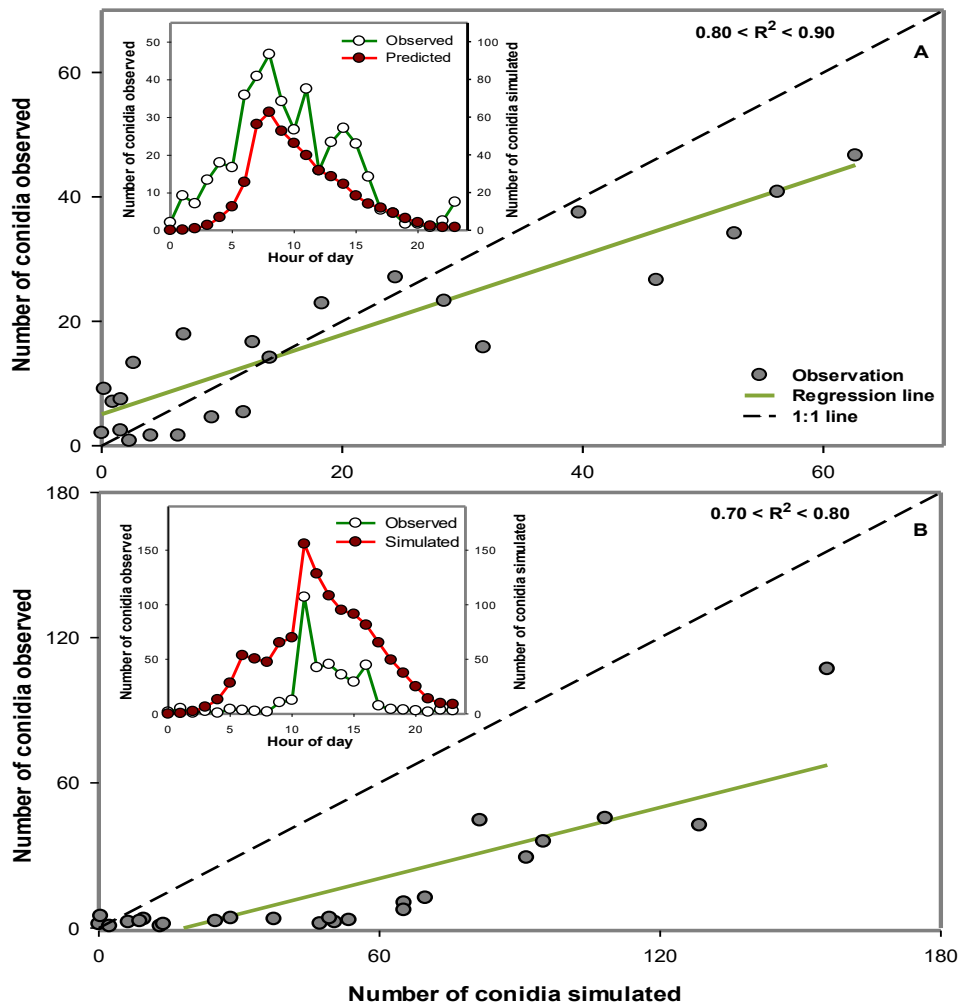 0.80 < R² < 0.90
A
Number of conidia observed
60
40
20
0
0 20 40 60
Number of conidia observed
50
40
30
20
10
0
Observed
Predicted
100
80
60
40
20
0
Number of conidia simulated
0 5 10 15 20
Hour of day
Observation
Regression line
1:1 line
0.70 < R² < 0.80
B
Number of conidia observed
180
120
60
0
0 60 120 180
Number of conidia observed
150
100
50
0
Observed
Simulated
150
100
50
0
Number of conidia simulated
0 5 10 15 20
Hour of day
Number of conidia simulated